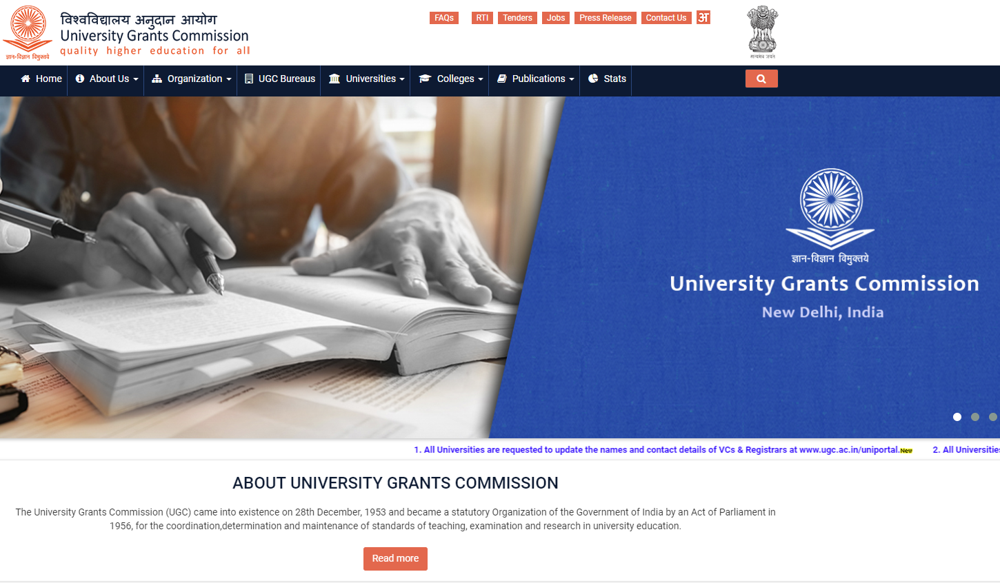 विश्वविद्यालय अनुदान आयोग
University Grants Commission
quality higher education for all
ज्ञान-विज्ञान विमुक्तये
FAQs RTI Tenders Jobs Press Release Contact Us अ
सत्यमेव जयते
Home About Us Organization UGC Bureaus Universities Colleges Publications Stats
ज्ञान-विज्ञान विमुक्तये
University Grants Commission
New Delhi, India
1. All Universities are requested to update the names and contact details of VCs & Registrars at www.ugc.ac.in/uniportal. New 2. All Universities
ABOUT UNIVERSITY GRANTS COMMISSION
The University Grants Commission (UGC) came into existence on 28th December, 1953 and became a statutory Organization of the Government of India by an Act of Parliament in
1956, for the coordination,determination and maintenance of standards of teaching, examination and research in university education.
Read more